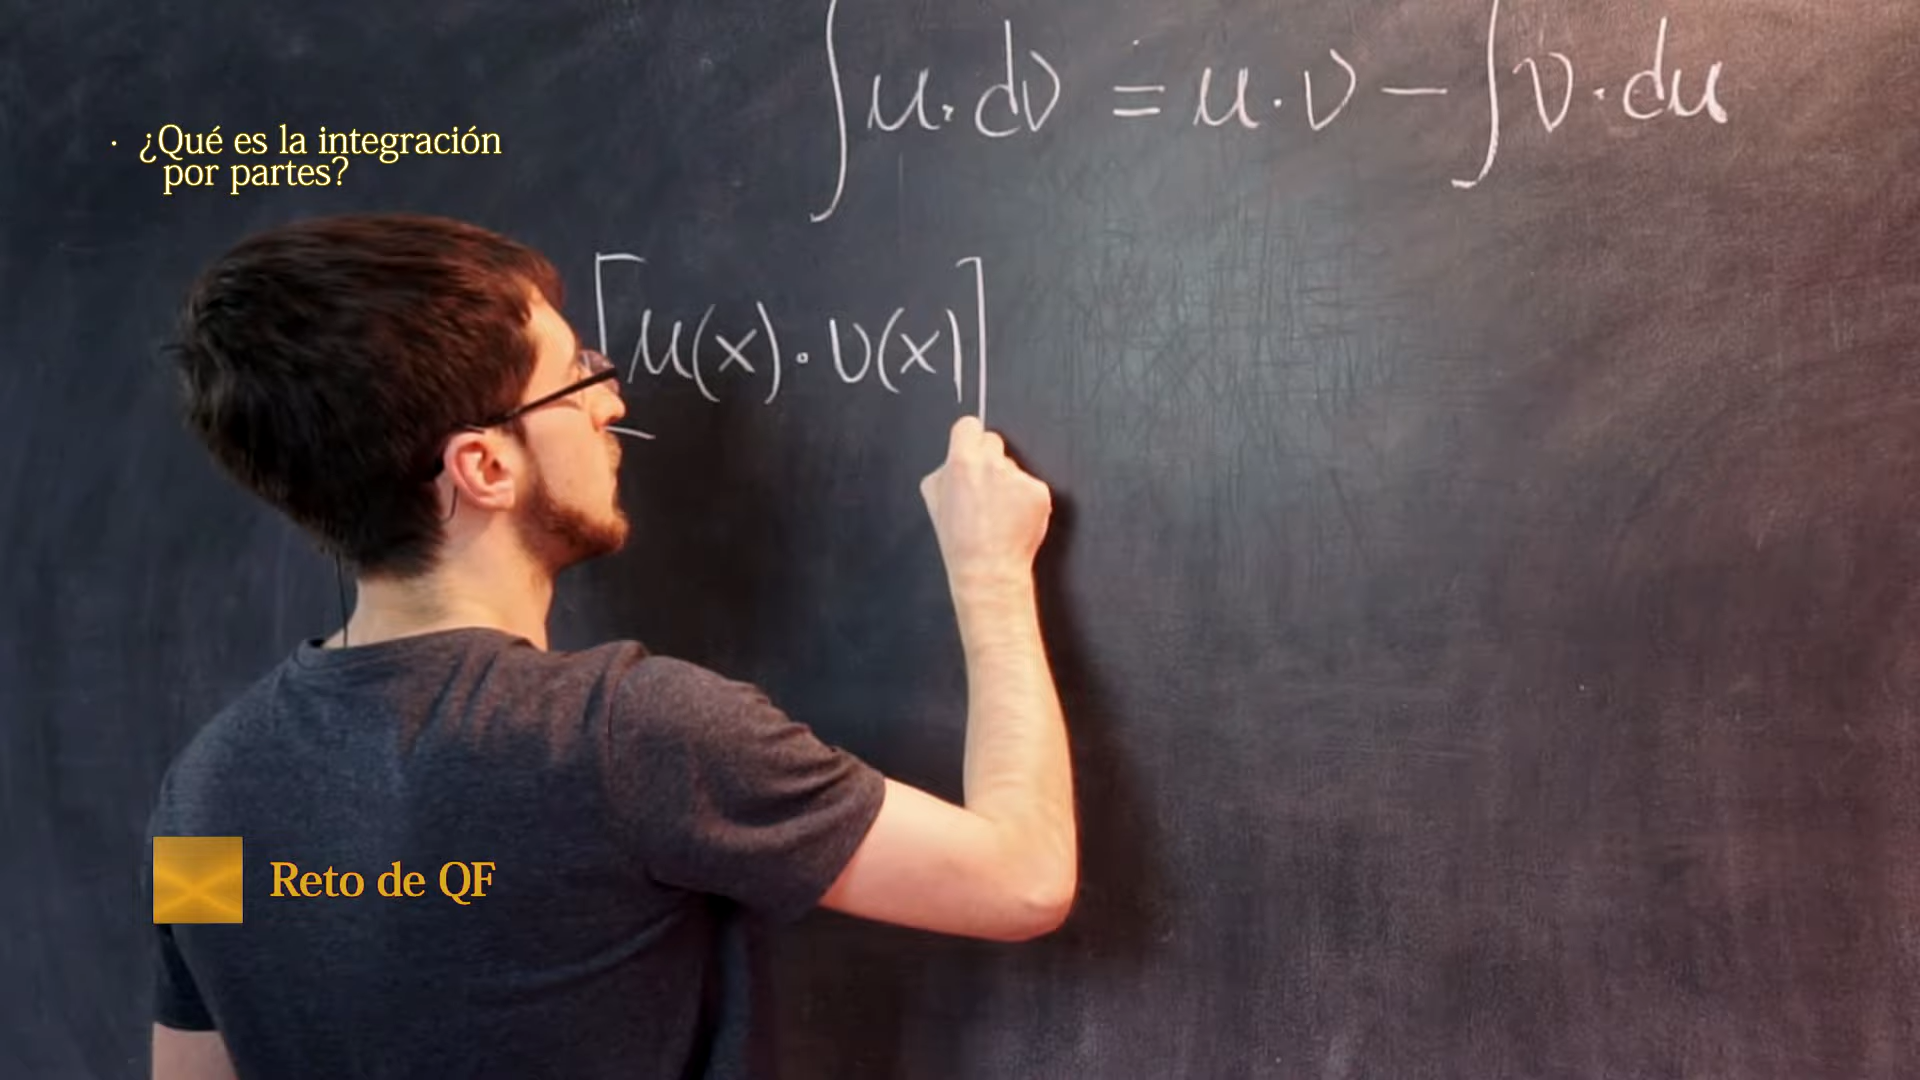 ∫u·dv = u·v − ∫v·du
· ¿Qué es la integración
por partes?
[u(x)·v(x)]
Reto de QF